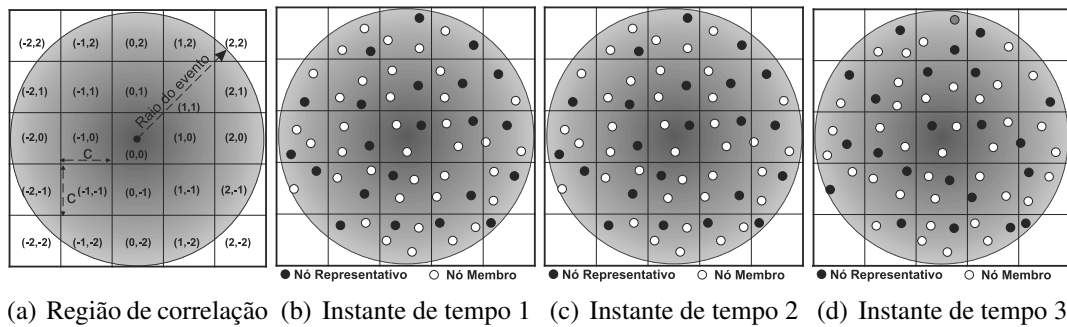 (-2,2) (-1,2) (0,2) (1,2) (2,2)
Raio do evento
(-2,1) (-1,1) (0,1) (1,1) (2,1)
(-2,0) (-1,0) (0,0) (1,0) (2,0)
C
C
(-2,-1) (-1,-1) (0,-1) (1,-1) (2,-1)
(-2,-2) (-1,-2) (0,-2) (1,-2) (2,-2)
Nó Representativo Nó Membro
Nó Representativo Nó Membro
Nó Representativo Nó Membro
(a) Região de correlação (b) Instante de tempo 1 (c) Instante de tempo 2 (d) Instante de tempo 3